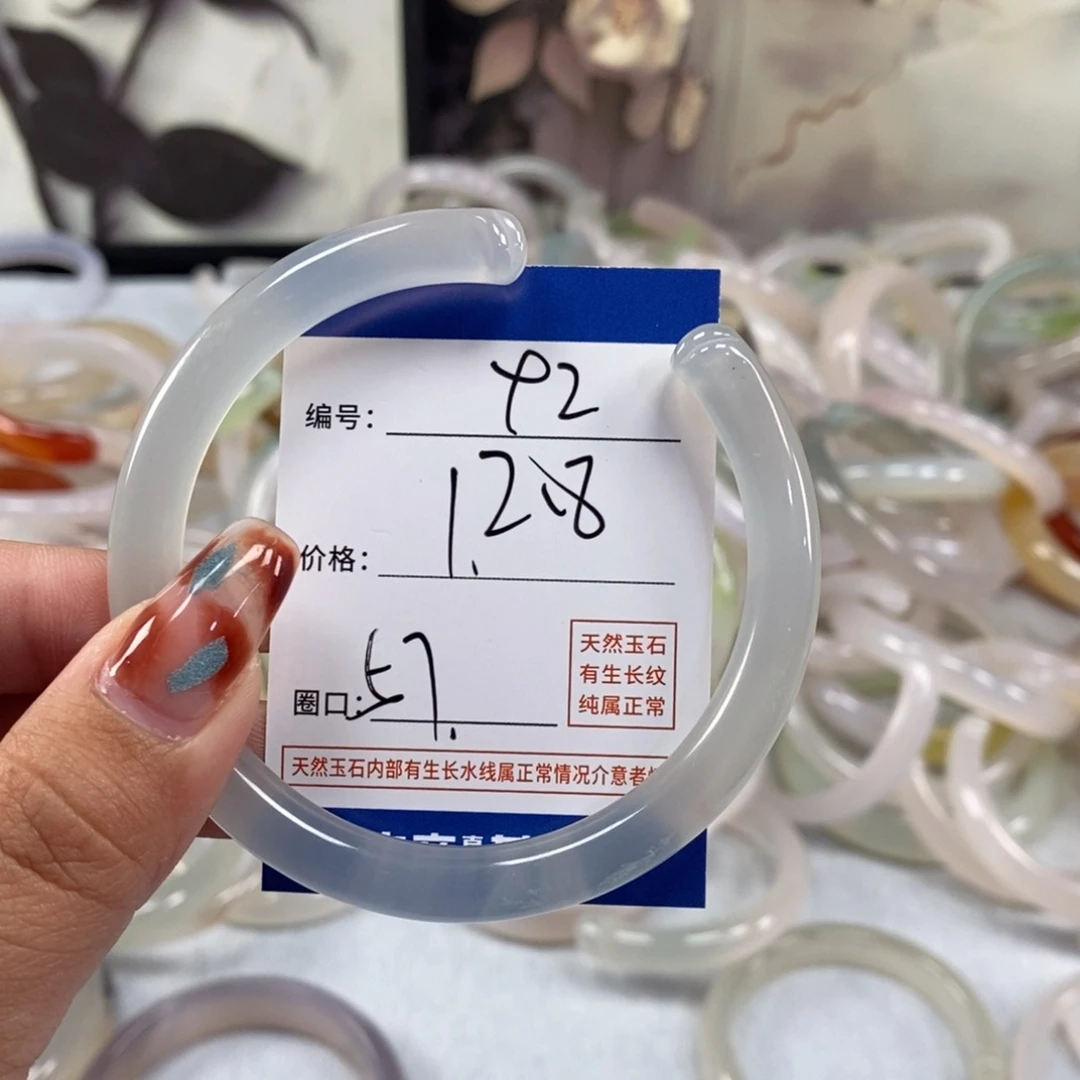 编号: 42
价格: 1.28
圈口: 57.
天然玉石
有生长纹
纯属正常
天然玉石内部有生长水线属正常情况介意者